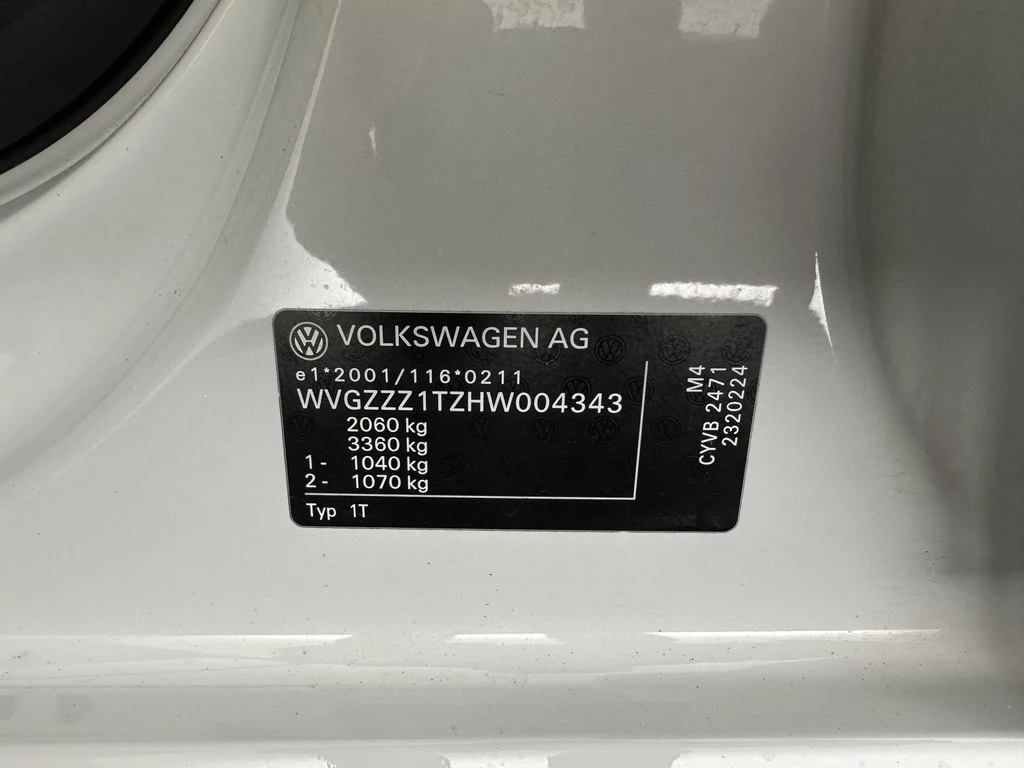 VOLKSWAGEN AG
e1*2001/116*0211
WVGZZZ1TZHW004343
2060 kg
3360 kg
1- 1040 kg
2- 1070 kg
Typ 1T
M4
CYVB 2471
2320224